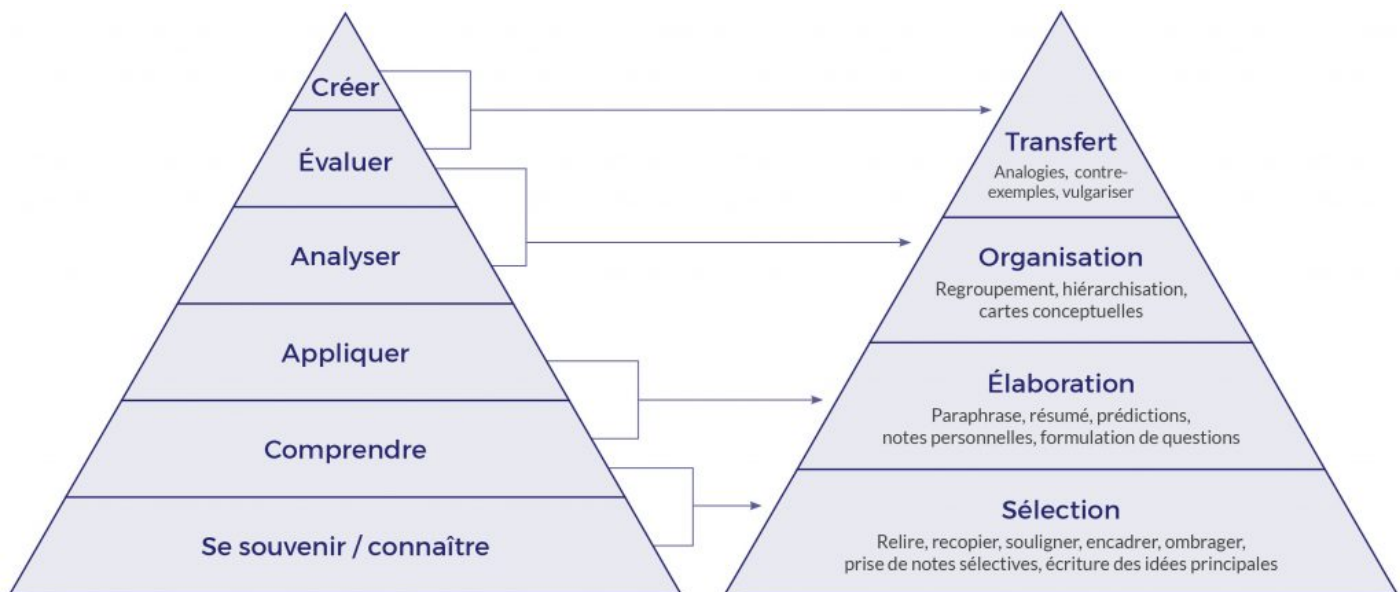 Créer
Évaluer
Analyser
Appliquer
Comprendre
Se souvenir / connaître
Transfert
Analogies, contre-
exemples, vulgariser
Organisation
Regroupement, hiérarchisation,
cartes conceptuelles
Élaboration
Paraphrase, résumé, prédictions,
notes personnelles, formulation de questions
Sélection
Relire, recopier, souligner, encadrer, ombrager,
prise de notes sélectives, écriture des idées principales